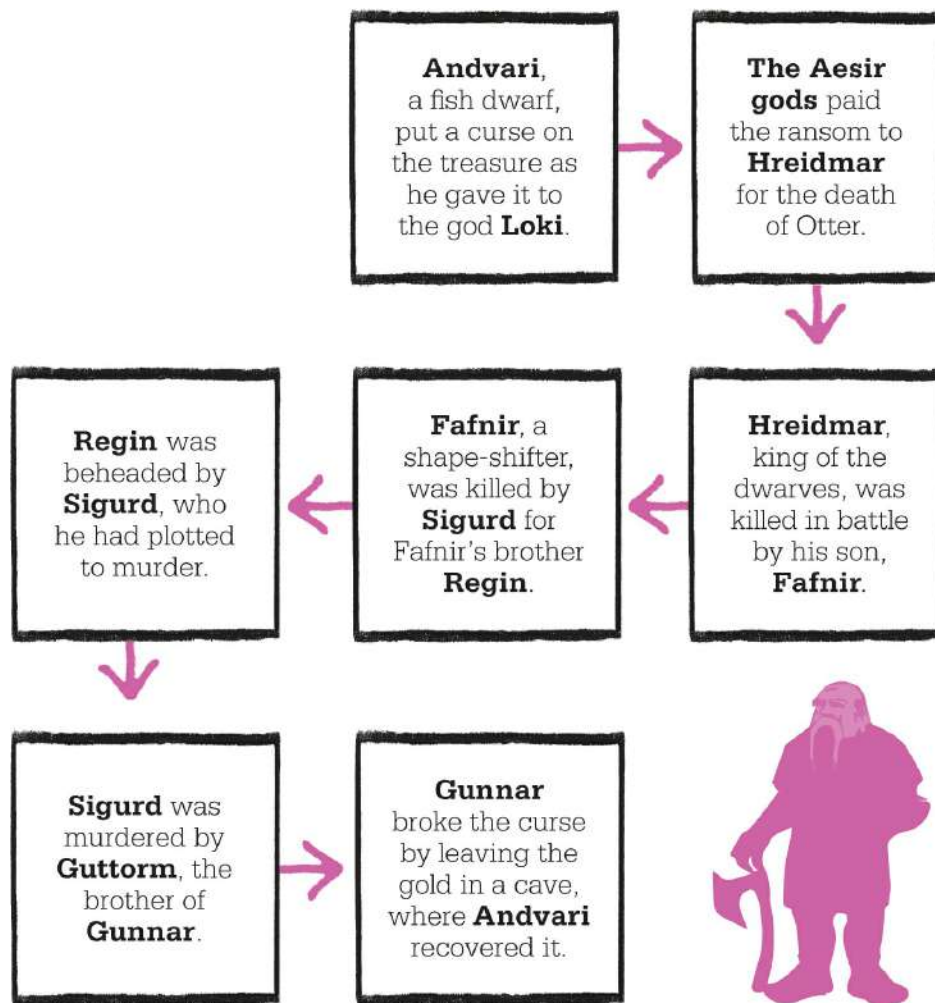 Andvari,
a fish dwarf,
put a curse on
the treasure as
he gave it to
the god Loki.
The Aesir
gods paid
the ransom to
Hreidmar
for the death
of Otter.
Hreidmar,
king of the
dwarves, was
killed in battle
by his son,
Fafnir.
Fafnir, a
shape-shifter,
was killed by
Sigurd for
Fafnir’s brother
Regin.
Regin was
beheaded by
Sigurd, who
he had plotted
to murder.
Sigurd was
murdered by
Guttorm, the
brother of
Gunnar.
Gunnar
broke the curse
by leaving the
gold in a cave,
where Andvari
recovered it.